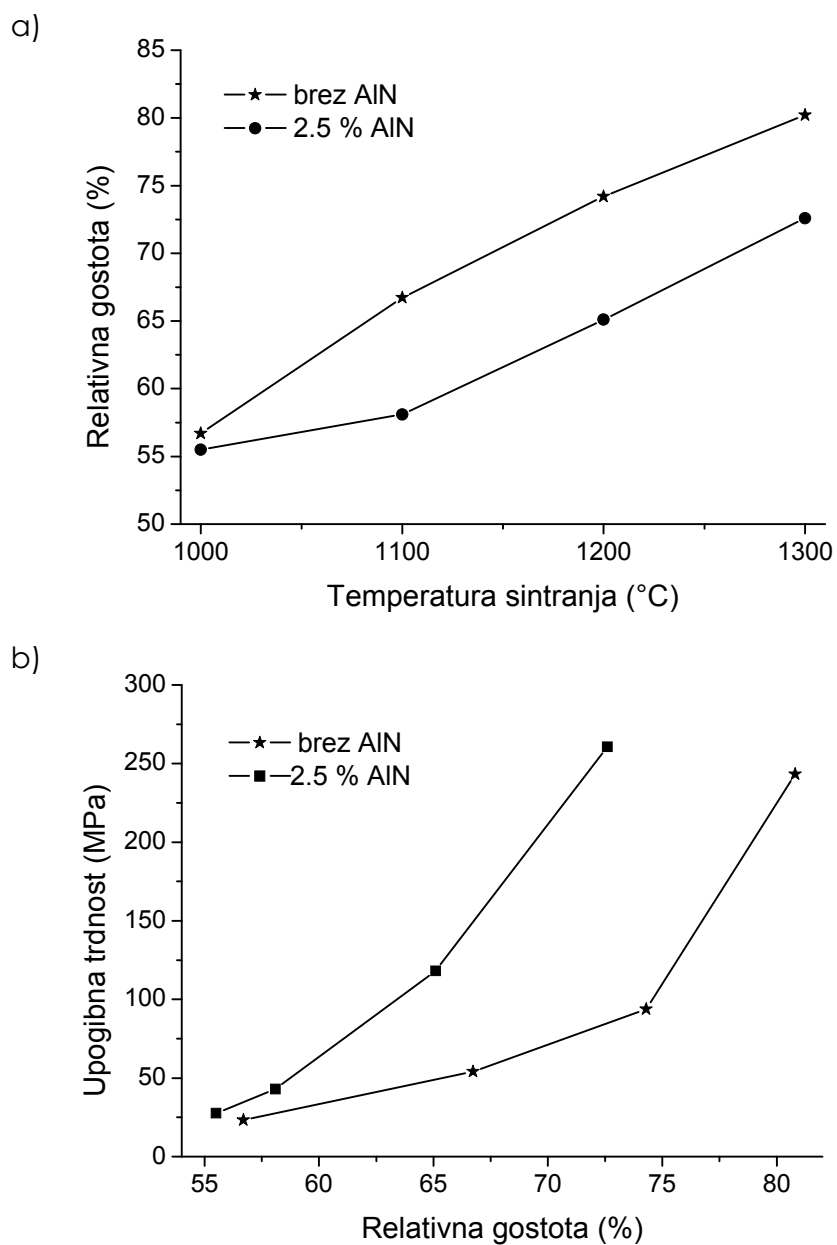 a)
85
80
75
70
65
60
55
50
brez AlN
2.5 % AlN
Relativna gostota (%)
1000
1100
1200
1300
Temperatura sintranja (°C)
b)
300
250
200
150
100
50
0
brez AlN
2.5 % AlN
Upogibna trdnost (MPa)
55
60
65
70
75
80
Relativna gostota (%)